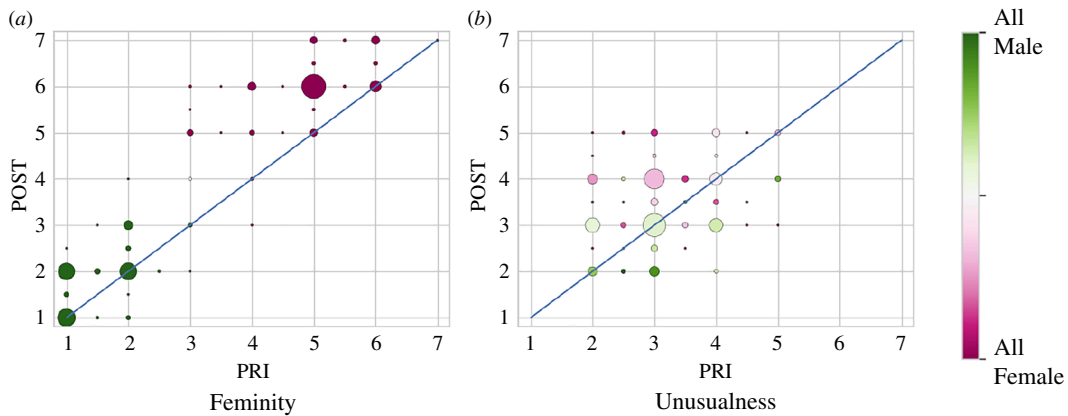 (a)
7
6
5
4
3
2
1
POST
1 2 3 4 5 6 7
PRI
Feminity
(b)
7
6
5
4
3
2
1
POST
1 2 3 4 5 6 7
PRI
Unusualness
All
Male
All
Female